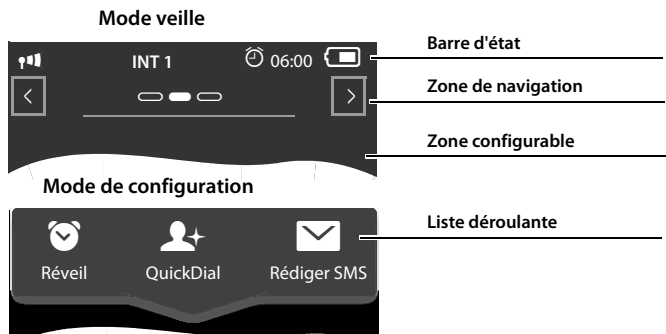 Mode veille
INT 1
06:00
Barre d'état
Zone de navigation
Zone configurable
Mode de configuration
Liste déroulante
Réveil
QuickDial
Rédiger SMS